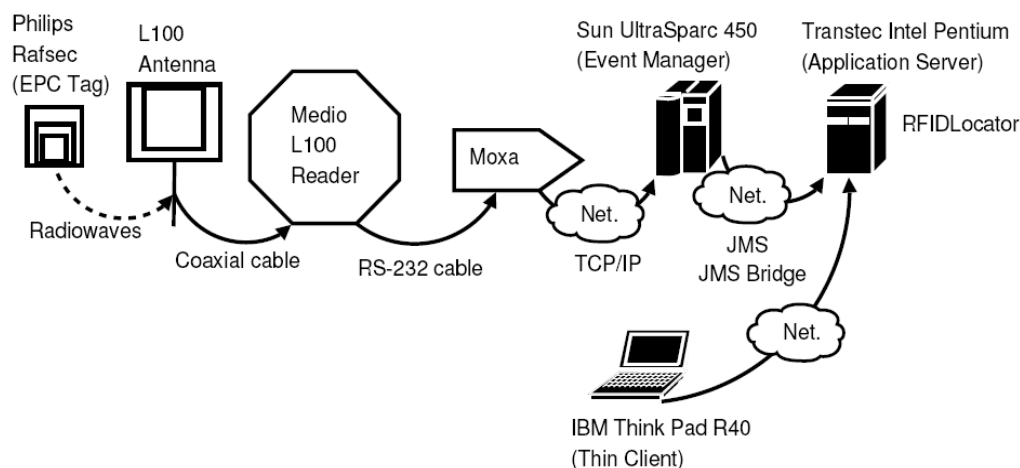 Philips
Rafsec
(EPC Tag)
L100
Antenna
Medio
L100
Reader
Moxa
Sun UltraSparc 450
(Event Manager)
Transtec Intel Pentium
(Application Server)
RFIDLocator
Radiowaves
Coaxial cable
RS-232 cable
Net.
TCP/IP
Net.
JMS
JMS Bridge
Net.
IBM Think Pad R40
(Thin Client)